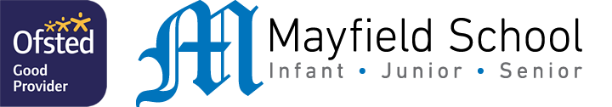 Ofsted
Good
Provider
M
Mayfield School
Infant • Junior • Senior